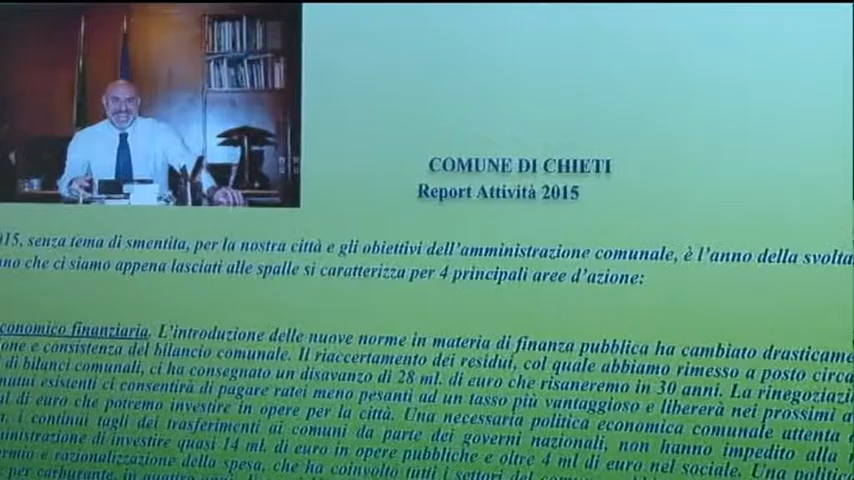 COMUNE DI CHIETI
Report Attività 2015
015, senza tema di smentita, per la nostra città e gli obiettivi dell'amministrazione comunale, è l'anno della svolta
che ci siamo appena lasciati alle spalle si caratterizza per 4 principali aree d'azione:
economico finanziaria. L'introduzione delle nuove norme in materia di finanza pubblica ha cambiato drasticame
e consistenza del bilancio comunale. Il riaccertamento dei residui, col quale abbiamo rimesso a posto circa
di bilanci comunali, ci ha consegnato un disavanzo di 28 ml. di euro che risaneremo in 30 anni. La rinegoziazi
mutui esistenti ci consentirà di pagare ratei meno pesanti ad un tasso più vantaggioso e libererà nei prossimi
di euro che potremo investire in opere per la città. Una necessaria politica economica comunale attenta
i continui tagli dei trasferimenti ai comuni da parte dei governi nazionali, non hanno impedito alla
di investire quasi 14 ml. di euro in opere pubbliche e oltre 4 ml di euro nel sociale. Una politica
e razionalizzazione della spesa, che ha coinvolto tutti i settori del
per carburante, in quattro anni,